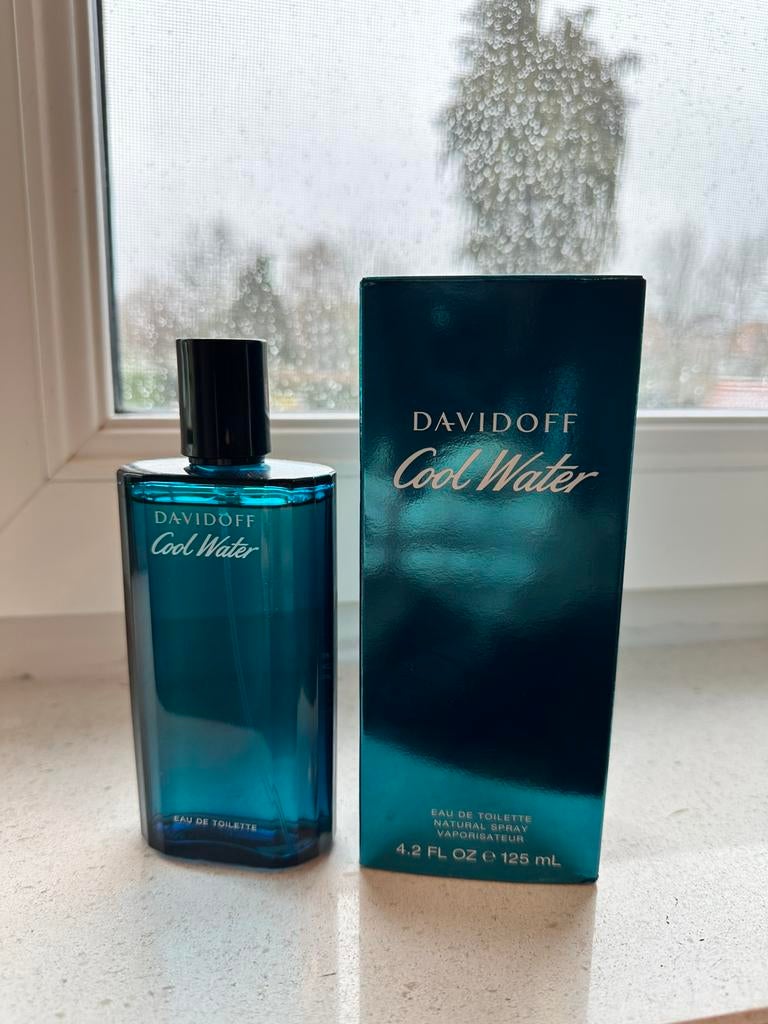 DAVIDOFF
Cool Water
EAU DE TOILETTE
DAVIDOFF
Cool Water
EAU DE TOILETTE
NATURAL SPRAY
VAPORISATEUR
4.2 FL OZ ℮ 125 mL